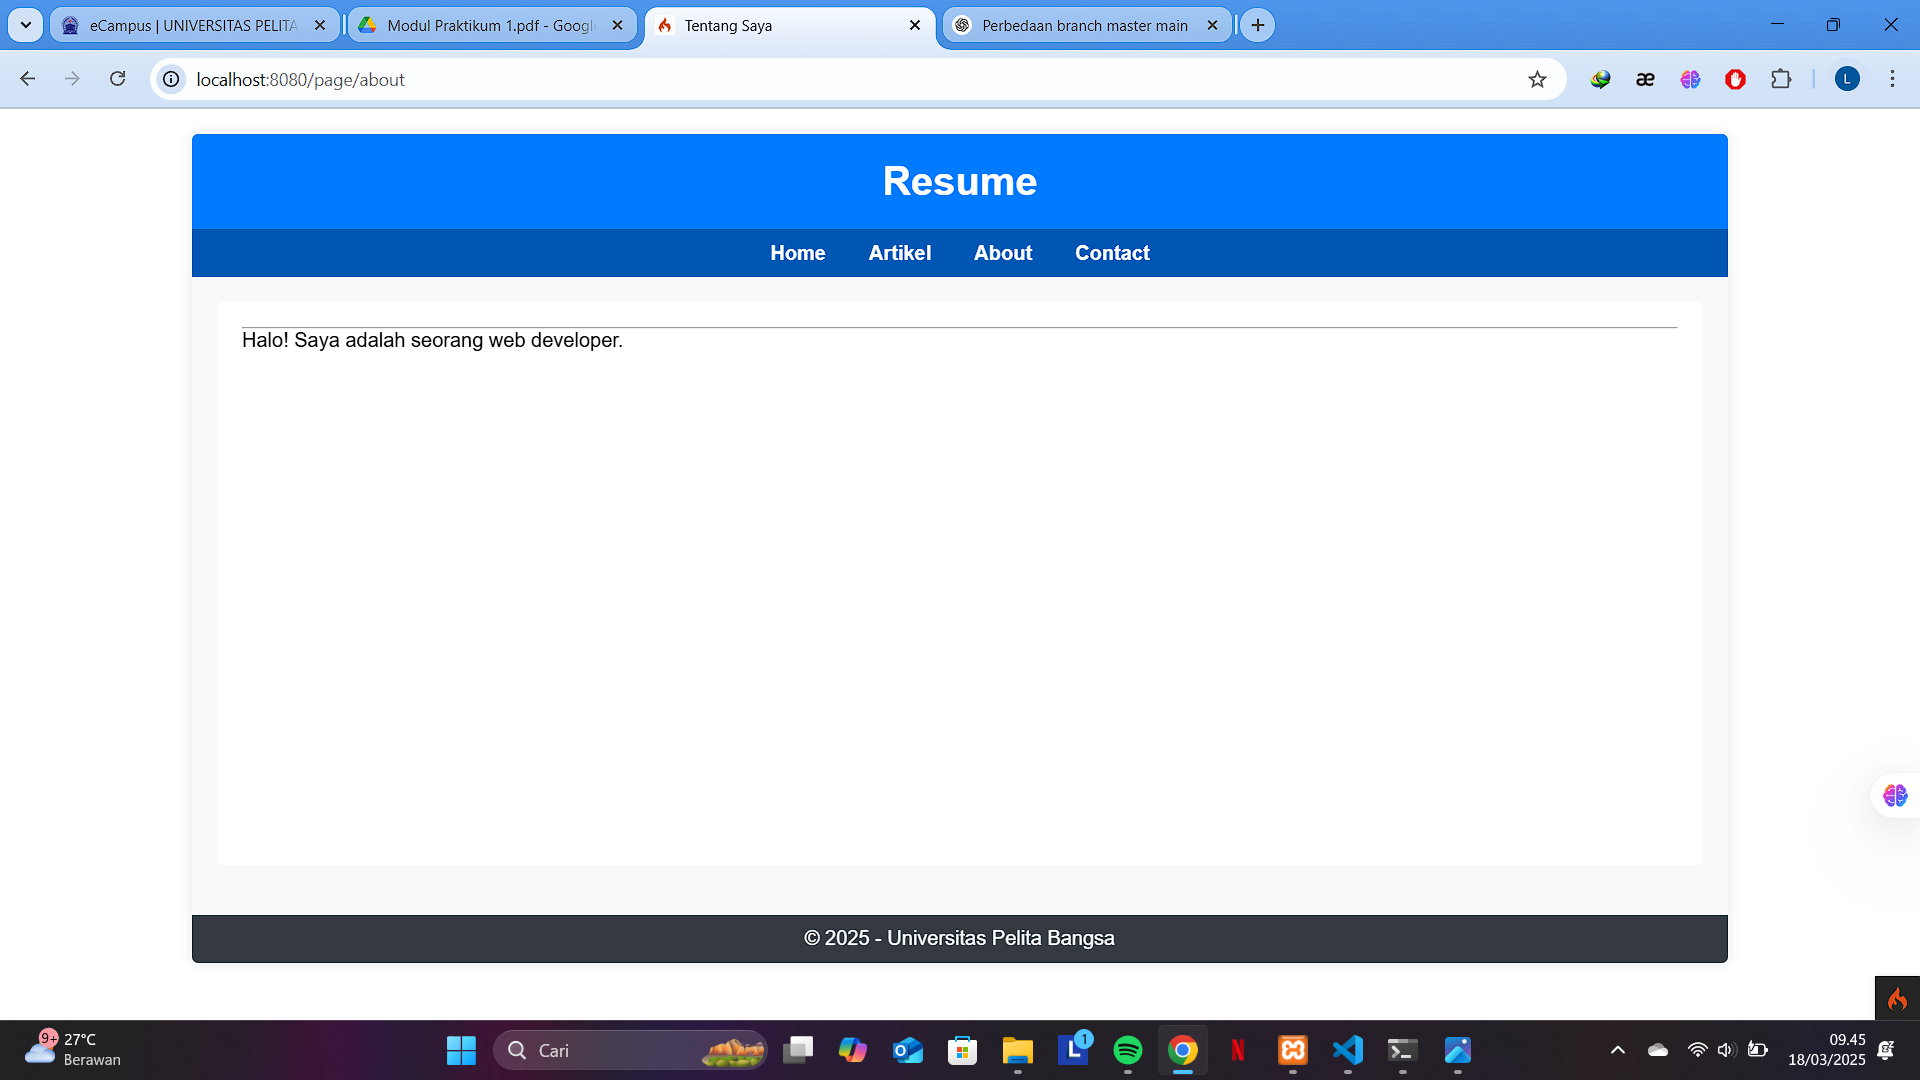 eCampus | UNIVERSITAS PELITA
Modul Praktikum 1.pdf - Googl
Tentang Saya
Perbedaan branch master main
localhost:8080/page/about
æ
L
Resume
Home Artikel About Contact
Halo! Saya adalah seorang web developer.
© 2025 - Universitas Pelita Bangsa
9+
27°C
Berawan
Cari
L
1
N
09.45
18/03/2025